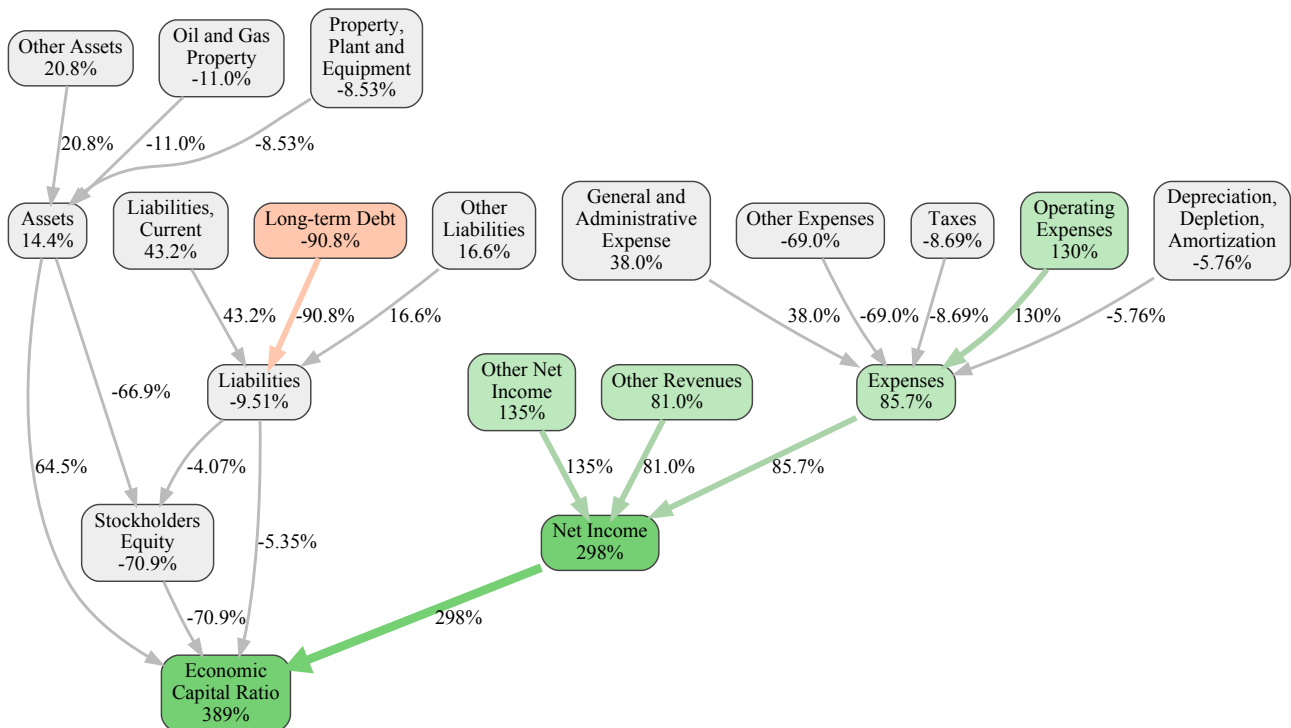 Other Assets
20.8%
Oil and Gas
Property
-11.0%
Property,
Plant and
Equipment
-8.53%
20.8%
-11.0%
-8.53%
Assets
14.4%
Liabilities,
Current
43.2%
Long-term Debt
-90.8%
Other
Liabilities
16.6%
General and
Administrative
Expense
38.0%
Other Expenses
-69.0%
Taxes
-8.69%
Operating
Expenses
130%
Depreciation,
Depletion,
Amortization
-5.76%
43.2%
-90.8%
16.6%
38.0%
-69.0%
-8.69%
130%
-5.76%
-66.9%
Liabilities
-9.51%
Other Net
Income
135%
Other Revenues
81.0%
Expenses
85.7%
64.5%
-4.07%
135%
81.0%
85.7%
Stockholders
Equity
-70.9%
-5.35%
Net Income
298%
-70.9%
298%
Economic
Capital Ratio
389%